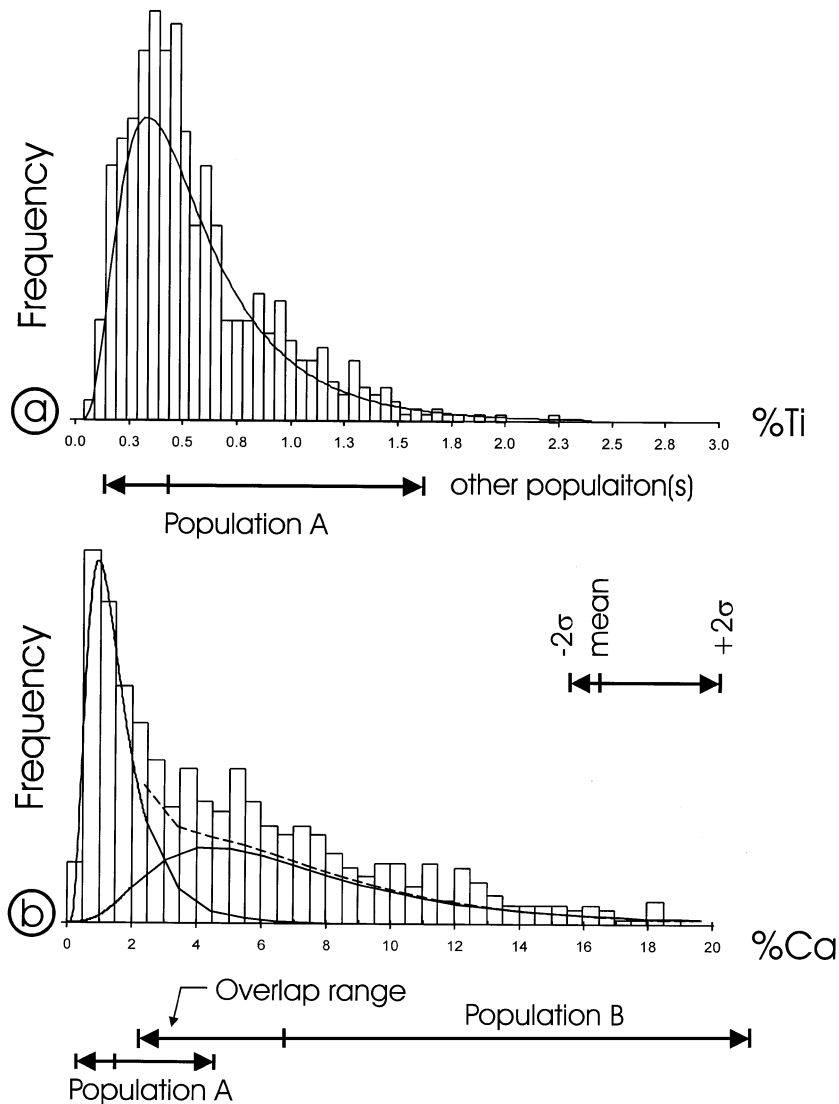 Frequency
a
0.0 0.3 0.5 0.8 1.0 1.3 1.5 1.8 2.0 2.3 2.5 2.8 3.0
%Ti
other populaiton(s)
Population A
-2σ
mean
+2σ
Frequency
b
0 2 4 6 8 10 12 14 16 18 20
%Ca
Overlap range
Population B
Population A